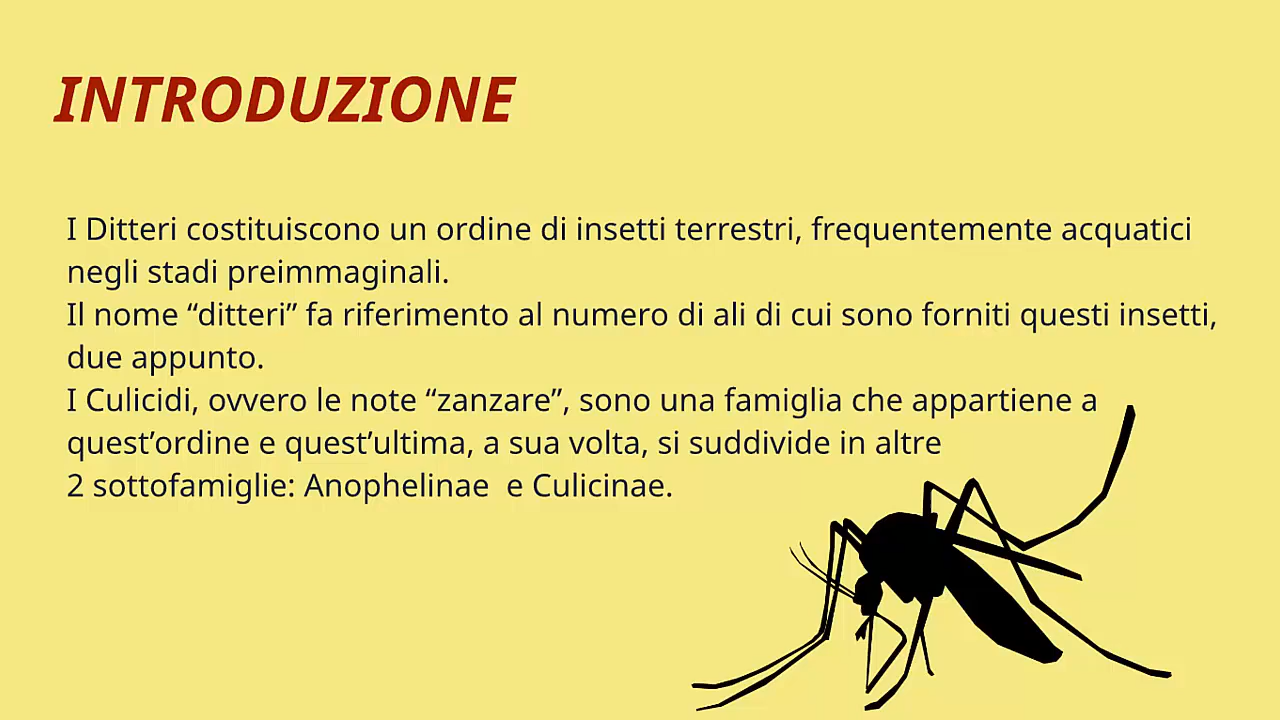 INTRODUZIONE
I Ditteri costituiscono un ordine di insetti terrestri, frequentemente acquatici
negli stadi preimmaginali.
Il nome “ditteri” fa riferimento al numero di ali di cui sono forniti questi insetti,
due appunto.
I Culicidi, ovvero le note “zanzare”, sono una famiglia che appartiene a
quest’ordine e quest’ultima, a sua volta, si suddivide in altre
2 sottofamiglie: Anophelinae  e Culicinae.